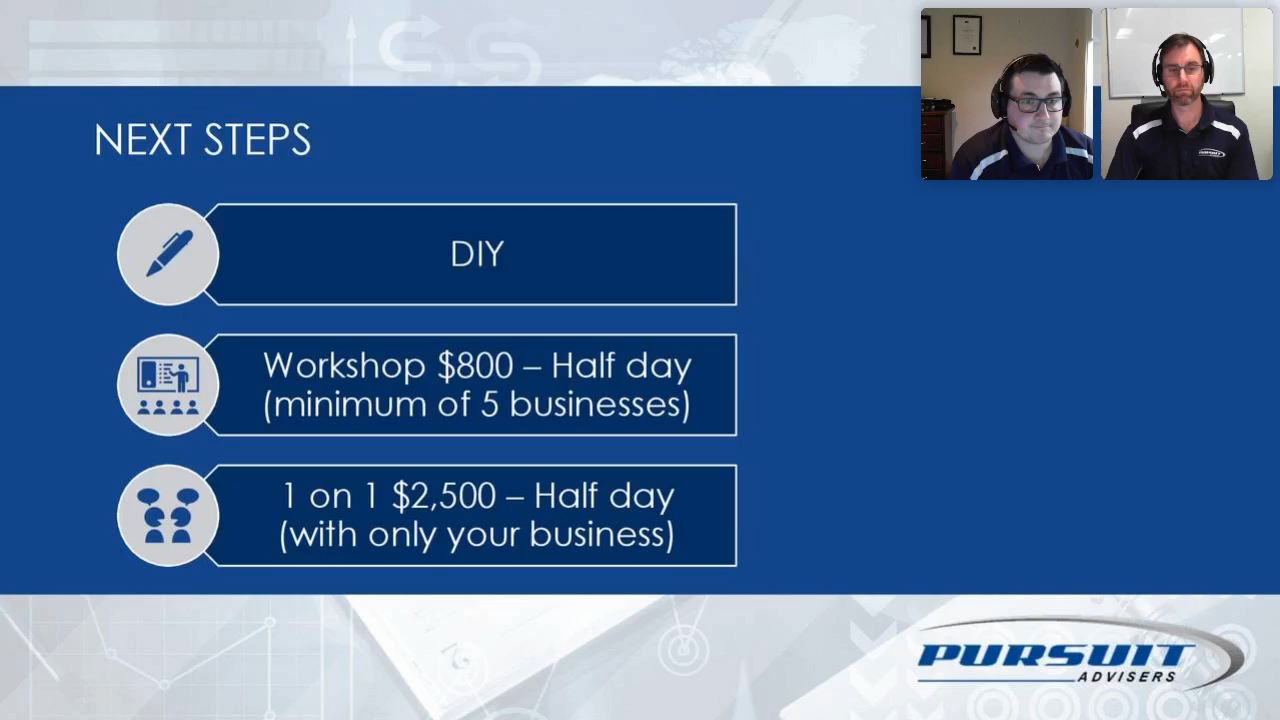 NEXT STEPS
DIY
Workshop $800 – Half day
(minimum of 5 businesses)
1 on 1 $2,500 – Half day
(with only your business)
PURSUIT
ADVISERS